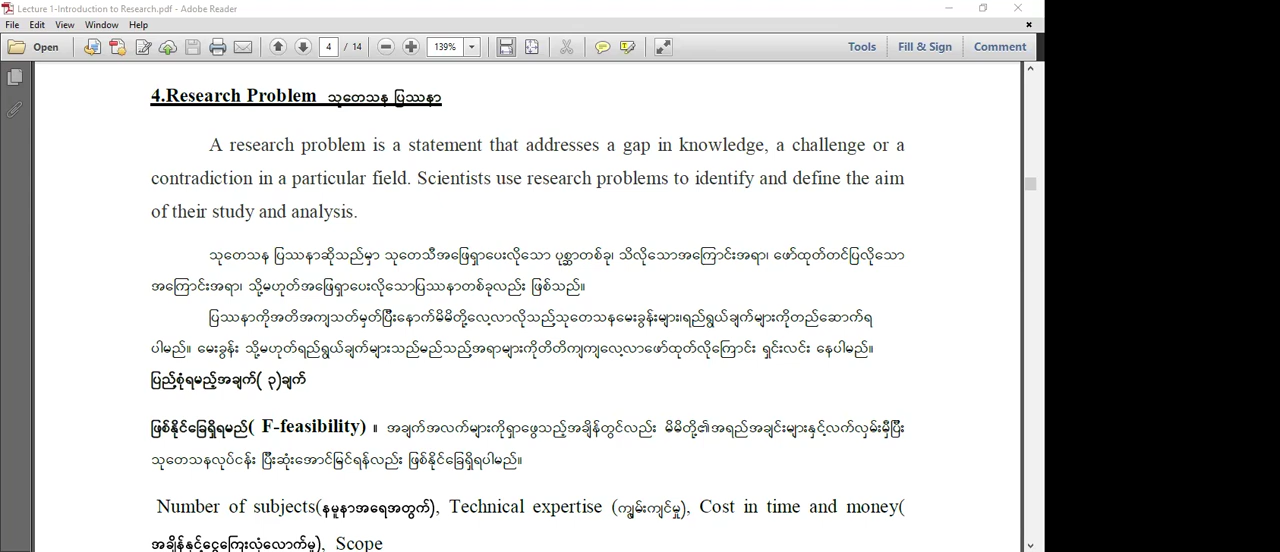 Lecture 1-Introduction to Research.pdf - Adobe Reader
File Edit View Window Help
Open 4 / 14 139% Tools Fill & Sign Comment
4.Research Problem သုတေသန ပြဿနာ
A research problem is a statement that addresses a gap in knowledge, a challenge or a
contradiction in a particular field. Scientists use research problems to identify and define the aim
of their study and analysis.
သုတေသန ပြဿနာဆိုသည်မှာ သုတေသီအဖြေရှာပေးလိုသော ပုစ္ဆာတစ်ခု၊ သိလိုသောအကြောင်းအရာ၊ ဖော်ထုတ်တင်ပြလိုသော
အကြောင်းအရာ၊ သို့မဟုတ်အဖြေရှာပေးလိုသောပြဿနာတစ်ခုလည်း ဖြစ်သည်။
ပြဿနာကိုအတိအကျသတ်မှတ်ပြီးနောက်မိမိတို့လေ့လာလိုသည့်သုတေသနမေးခွန်းများ၊ရည်ရွယ်ချက်များကိုတည်ဆောက်ရ
ပါမည်။ မေးခွန်း သို့မဟုတ်ရည်ရွယ်ချက်များသည်မည်သည့်အရာများကိုတိတိကျကျလေ့လာဖော်ထုတ်လိုကြောင်း ရှင်းလင်း နေပါမည်။
ပြည့်စုံရမည့်အချက်( ၃)ချက်
ဖြစ်နိုင်ခြေရှိရမည်( F-feasibility) ။ အချက်အလက်များကိုရှာဖွေသည့်အချိန်တွင်လည်း မိမိတို့၏အရည်အချင်းများနှင့်လက်လှမ်းမှီပြီး
သုတေသနလုပ်ငန်း ပြီးဆုံးအောင်မြင်ရန်လည်း ဖြစ်နိုင်ခြေရှိရပါမည်။
Number of subjects(နမူနာအရေအတွက်), Technical expertise (ကျွမ်းကျင်မှု), Cost in time and money(
အချိန်နှင့်ငွေကြေးလုံလောက်မှု), Scope